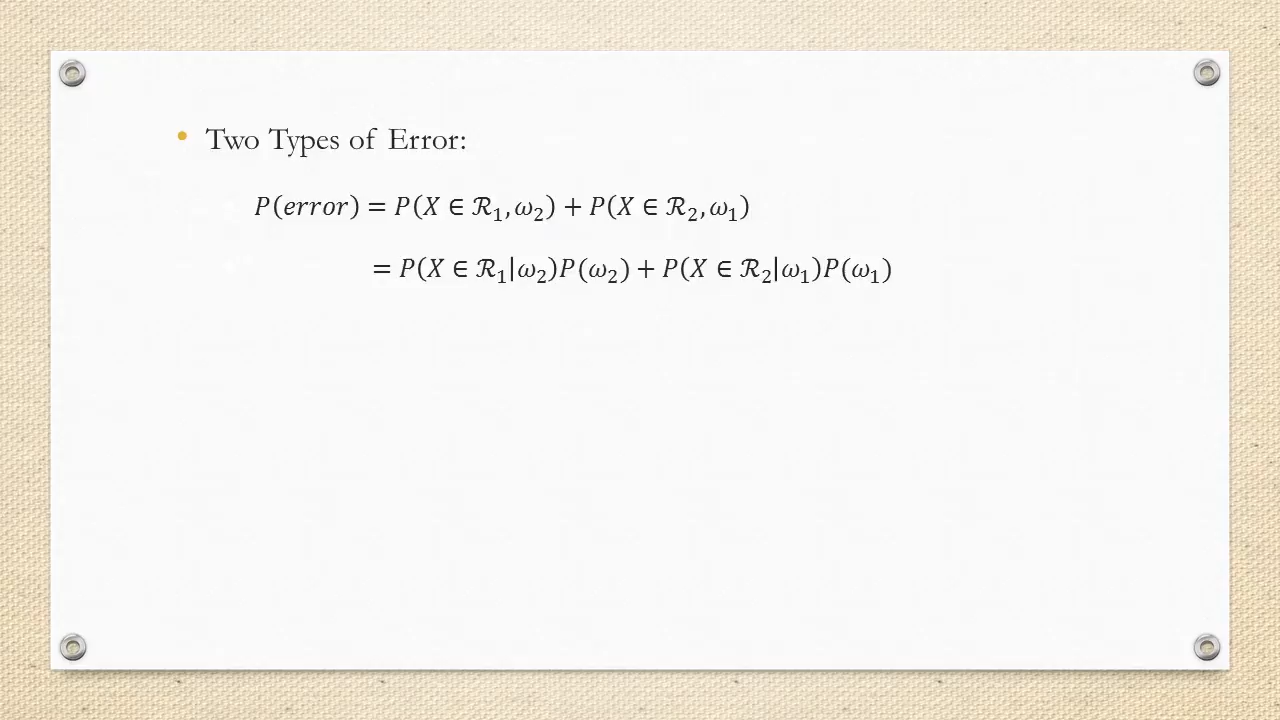 • Two Types of Error:
𝑃(𝑒𝑟𝑟𝑜𝑟) = 𝑃(𝑋 ∈ ℛ₁, 𝜔₂) + 𝑃(𝑋 ∈ ℛ₂, 𝜔₁)
= 𝑃(𝑋 ∈ ℛ₁|𝜔₂)𝑃(𝜔₂) + 𝑃(𝑋 ∈ ℛ₂|𝜔₁)𝑃(𝜔₁)